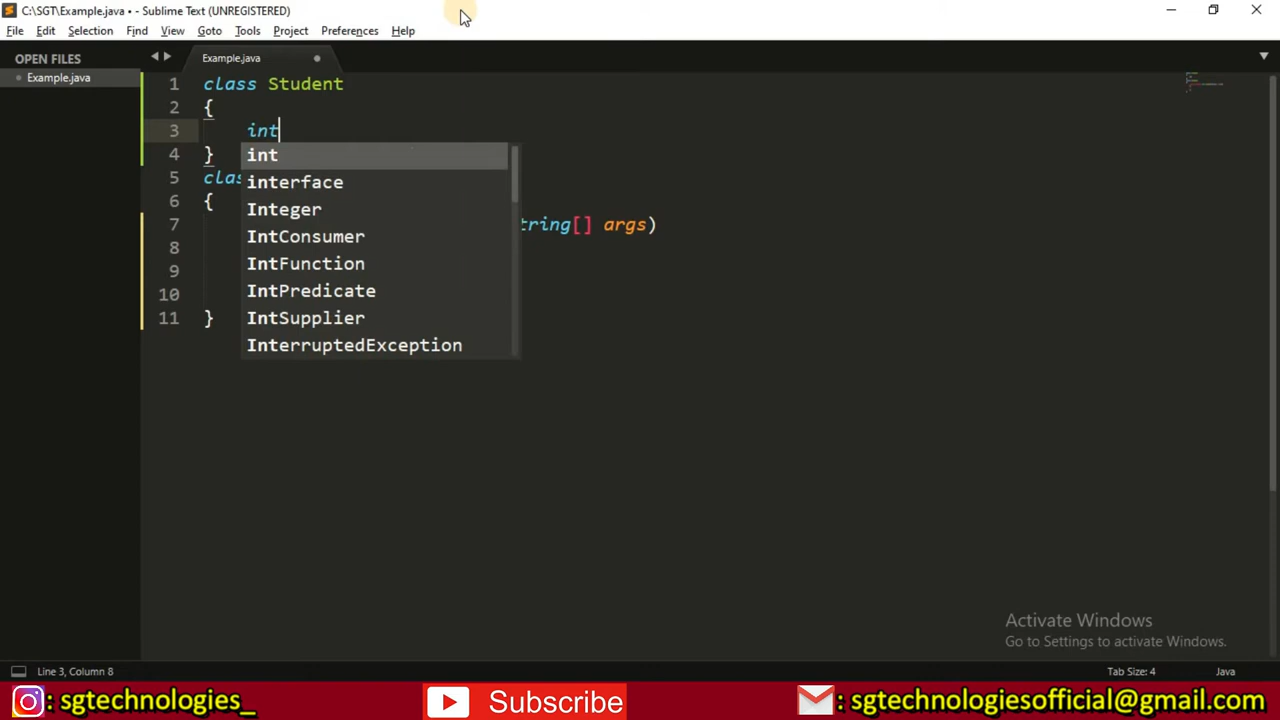 C:\SGT\Example.java • - Sublime Text (UNREGISTERED)
File Edit Selection Find View Goto Tools Project Preferences Help
OPEN FILES
Example.java
Example.java
1 class Student
2 {
3 int
4 }
5 clas
6 {
7 tring[] args)
8
9
10
11 }
int
interface
Integer
IntConsumer
IntFunction
IntPredicate
IntSupplier
InterruptedException
Activate Windows
Go to Settings to activate Windows.
Line 3, Column 8
Tab Size: 4
Java
: sgtechnologies_
Subscribe
: sgtechnologiesofficial@gmail.com